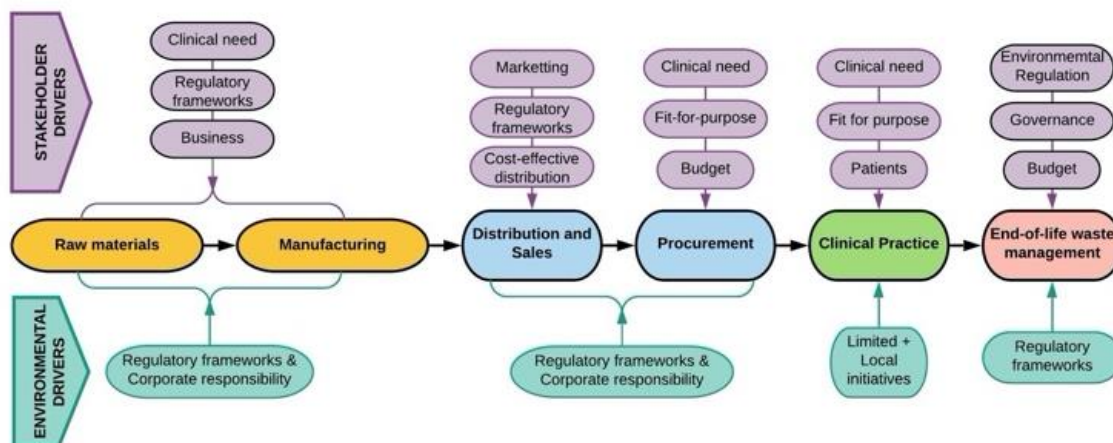 STAKEHOLDER
DRIVERS
Clinical need
Regulatory
frameworks
Business
Marketting
Regulatory
frameworks
Cost-effective
distribution
Clinical need
Fit-for-purpose
Budget
Clinical need
Fit for purpose
Patients
Environmemtal
Regulation
Governance
Budget
Raw materials
Manufacturing
Distribution and
Sales
Procurement
Clinical Practice
End-of-life waste
management
ENVIRONMENTAL
DRIVERS
Regulatory frameworks &
Corporate responsibility
Regulatory frameworks &
Corporate responsibility
Limited +
Local
initiatives
Regulatory
frameworks